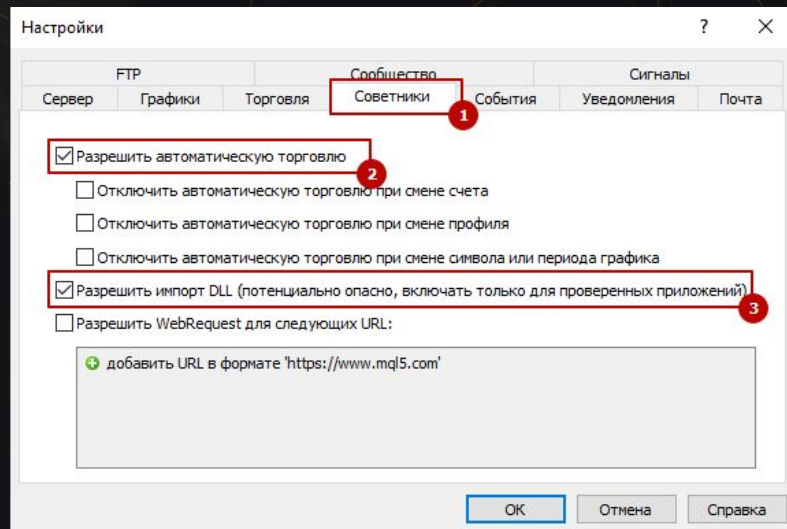 Настройки
?
FTP
Сообщество
Сигналы
Сервер
Графики
Торговля
Советники
События
Уведомления
Почта
1
Разрешить автоматическую торговлю
2
Отключить автоматическую торговлю при смене счета
Отключить автоматическую торговлю при смене профиля
Отключить автоматическую торговлю при смене символа или периода графика
Разрешить импорт DLL (потенциально опасно, включать только для проверенных приложений)
3
Разрешить WebRequest для следующих URL:
добавить URL в формате 'https://www.mql5.com'
OK
Отмена
Справка